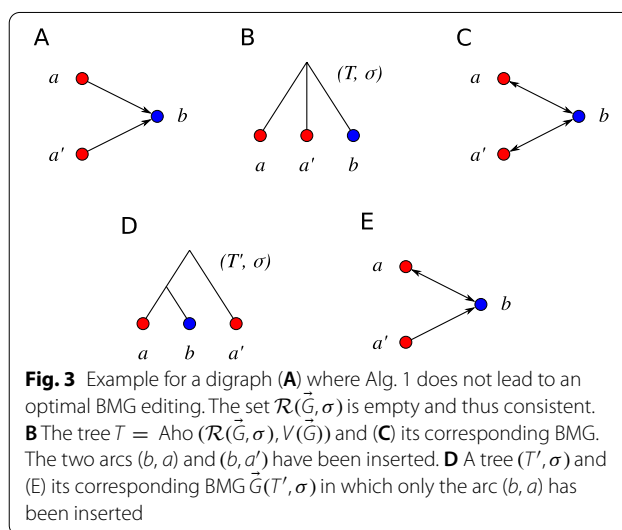 A
a
b
a′
B
(T, σ)
a a′ b
C
a
b
a′
D
(T′, σ)
a b a′
E
a
b
a′
Fig. 3 Example for a digraph (A) where Alg. 1 does not lead to an
optimal BMG editing. The set ℛ(G⃗, σ) is empty and thus consistent.
B The tree T = Aho (ℛ(G⃗, σ), V(G⃗)) and (C) its corresponding BMG.
The two arcs (b, a) and (b, a′) have been inserted. D A tree (T′, σ) and
(E) its corresponding BMG G⃗(T′, σ) in which only the arc (b, a) has
been inserted